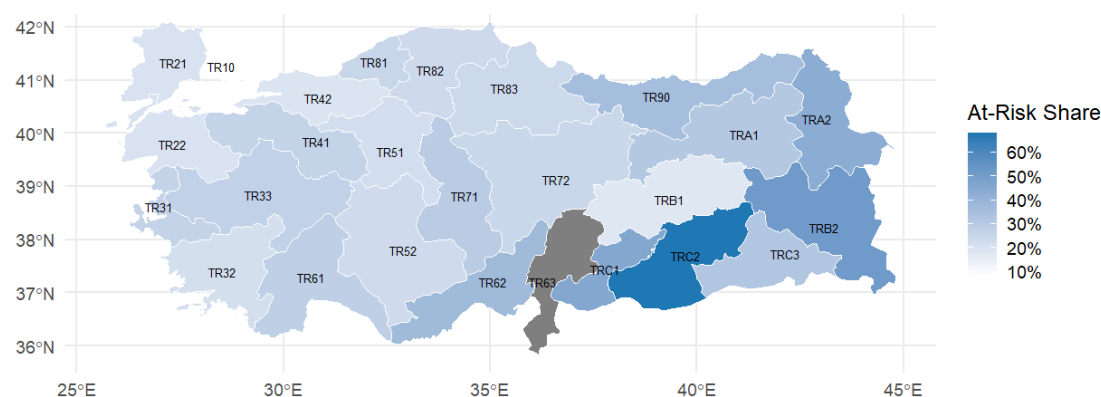 42°N
41°N
40°N
39°N
38°N
37°N
36°N
25°E
30°E
35°E
40°E
45°E
TR21
TR10
TR81
TR82
TR83
TR42
TR90
TRA2
TRA1
TR22
TR41
TR51
TR72
TR33
TR31
TR71
TRB1
TRB2
TR52
TR32
TR61
TR62
TR63
TRC1
TRC2
TRC3
At-Risk Share
60%
50%
40%
30%
20%
10%